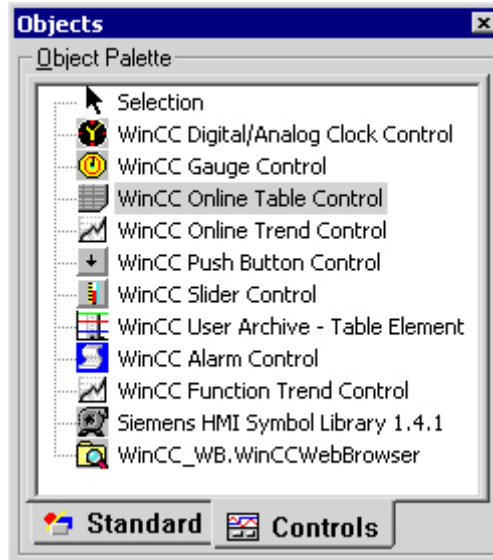 Objects
Object Palette
Selection
WinCC Digital/Analog Clock Control
WinCC Gauge Control
WinCC Online Table Control
WinCC Online Trend Control
WinCC Push Button Control
WinCC Slider Control
WinCC User Archive - Table Element
WinCC Alarm Control
WinCC Function Trend Control
Siemens HMI Symbol Library 1.4.1
WinCC_WB.WinCCWebBrowser
Standard Controls